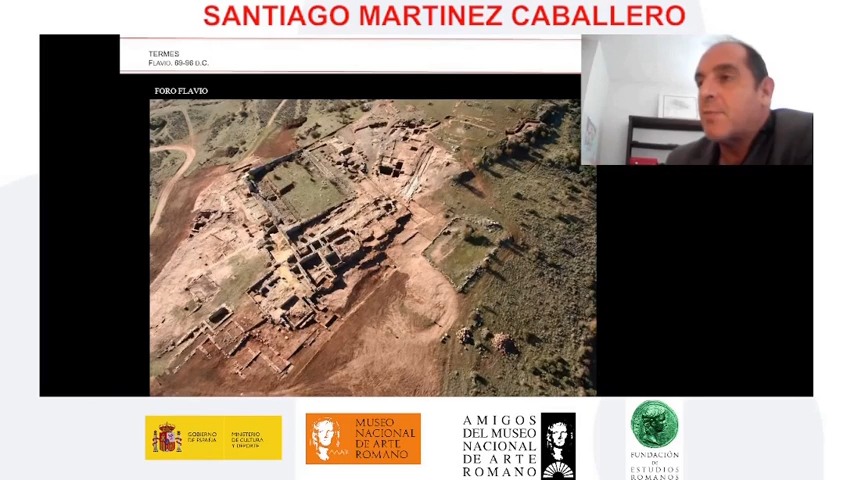 SANTIAGO MARTINEZ CABALLERO
TERMES
FLAVIO. 69-96 D.C.
FORO FLAVIO
GOBIERNO
DE ESPAÑA
MINISTERIO
DE CULTURA
Y DEPORTE
MUSEO
NACIONAL
DE ARTE
ROMANO
AMIGOS
DEL MUSEO
NACIONAL
DE ARTE
ROMANO
FUNDACIÓN
DE
ESTUDIOS
ROMANOS